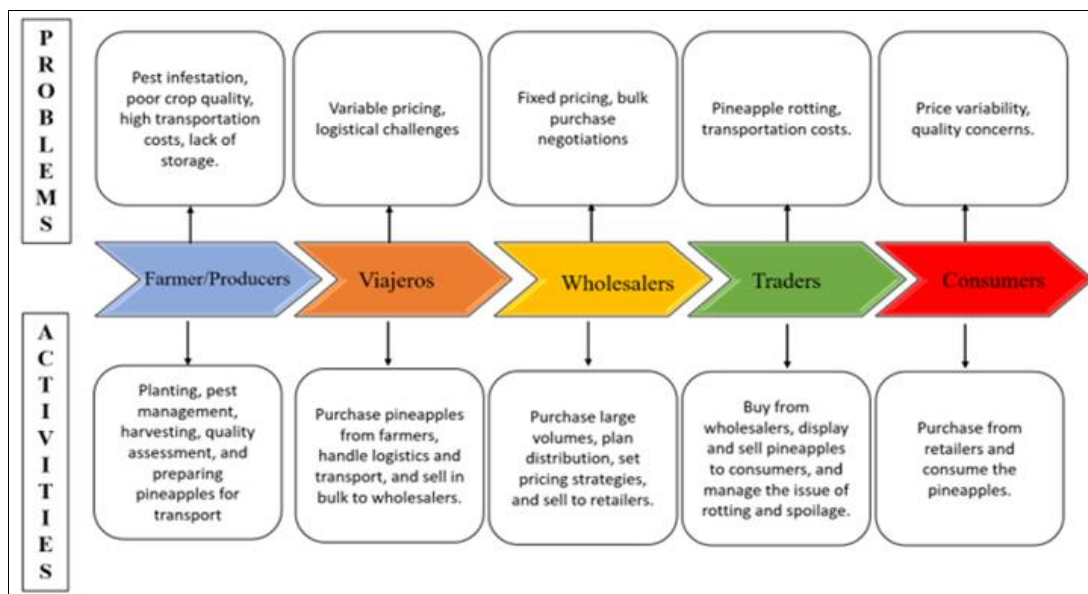 PROBLEMS
Pest infestation,
poor crop quality,
high transportation
costs, lack of
storage.
Variable pricing,
logistical challenges
Fixed pricing, bulk
purchase
negotiations
Pineapple rotting,
transportation costs.
Price variability,
quality concerns.
Farmer/Producers
Viajeros
Wholesalers
Traders
Consumers
ACTIVITIES
Planting, pest
management,
harvesting, quality
assessment, and
preparing
pineapples for
transport
Purchase pineapples
from farmers,
handle logistics and
transport, and sell in
bulk to wholesalers.
Purchase large
volumes, plan
distribution, set
pricing strategies,
and sell to retailers.
Buy from
wholesalers, display
and sell pineapples
to consumers, and
manage the issue of
rotting and spoilage.
Purchase from
retailers and
consume the
pineapples.